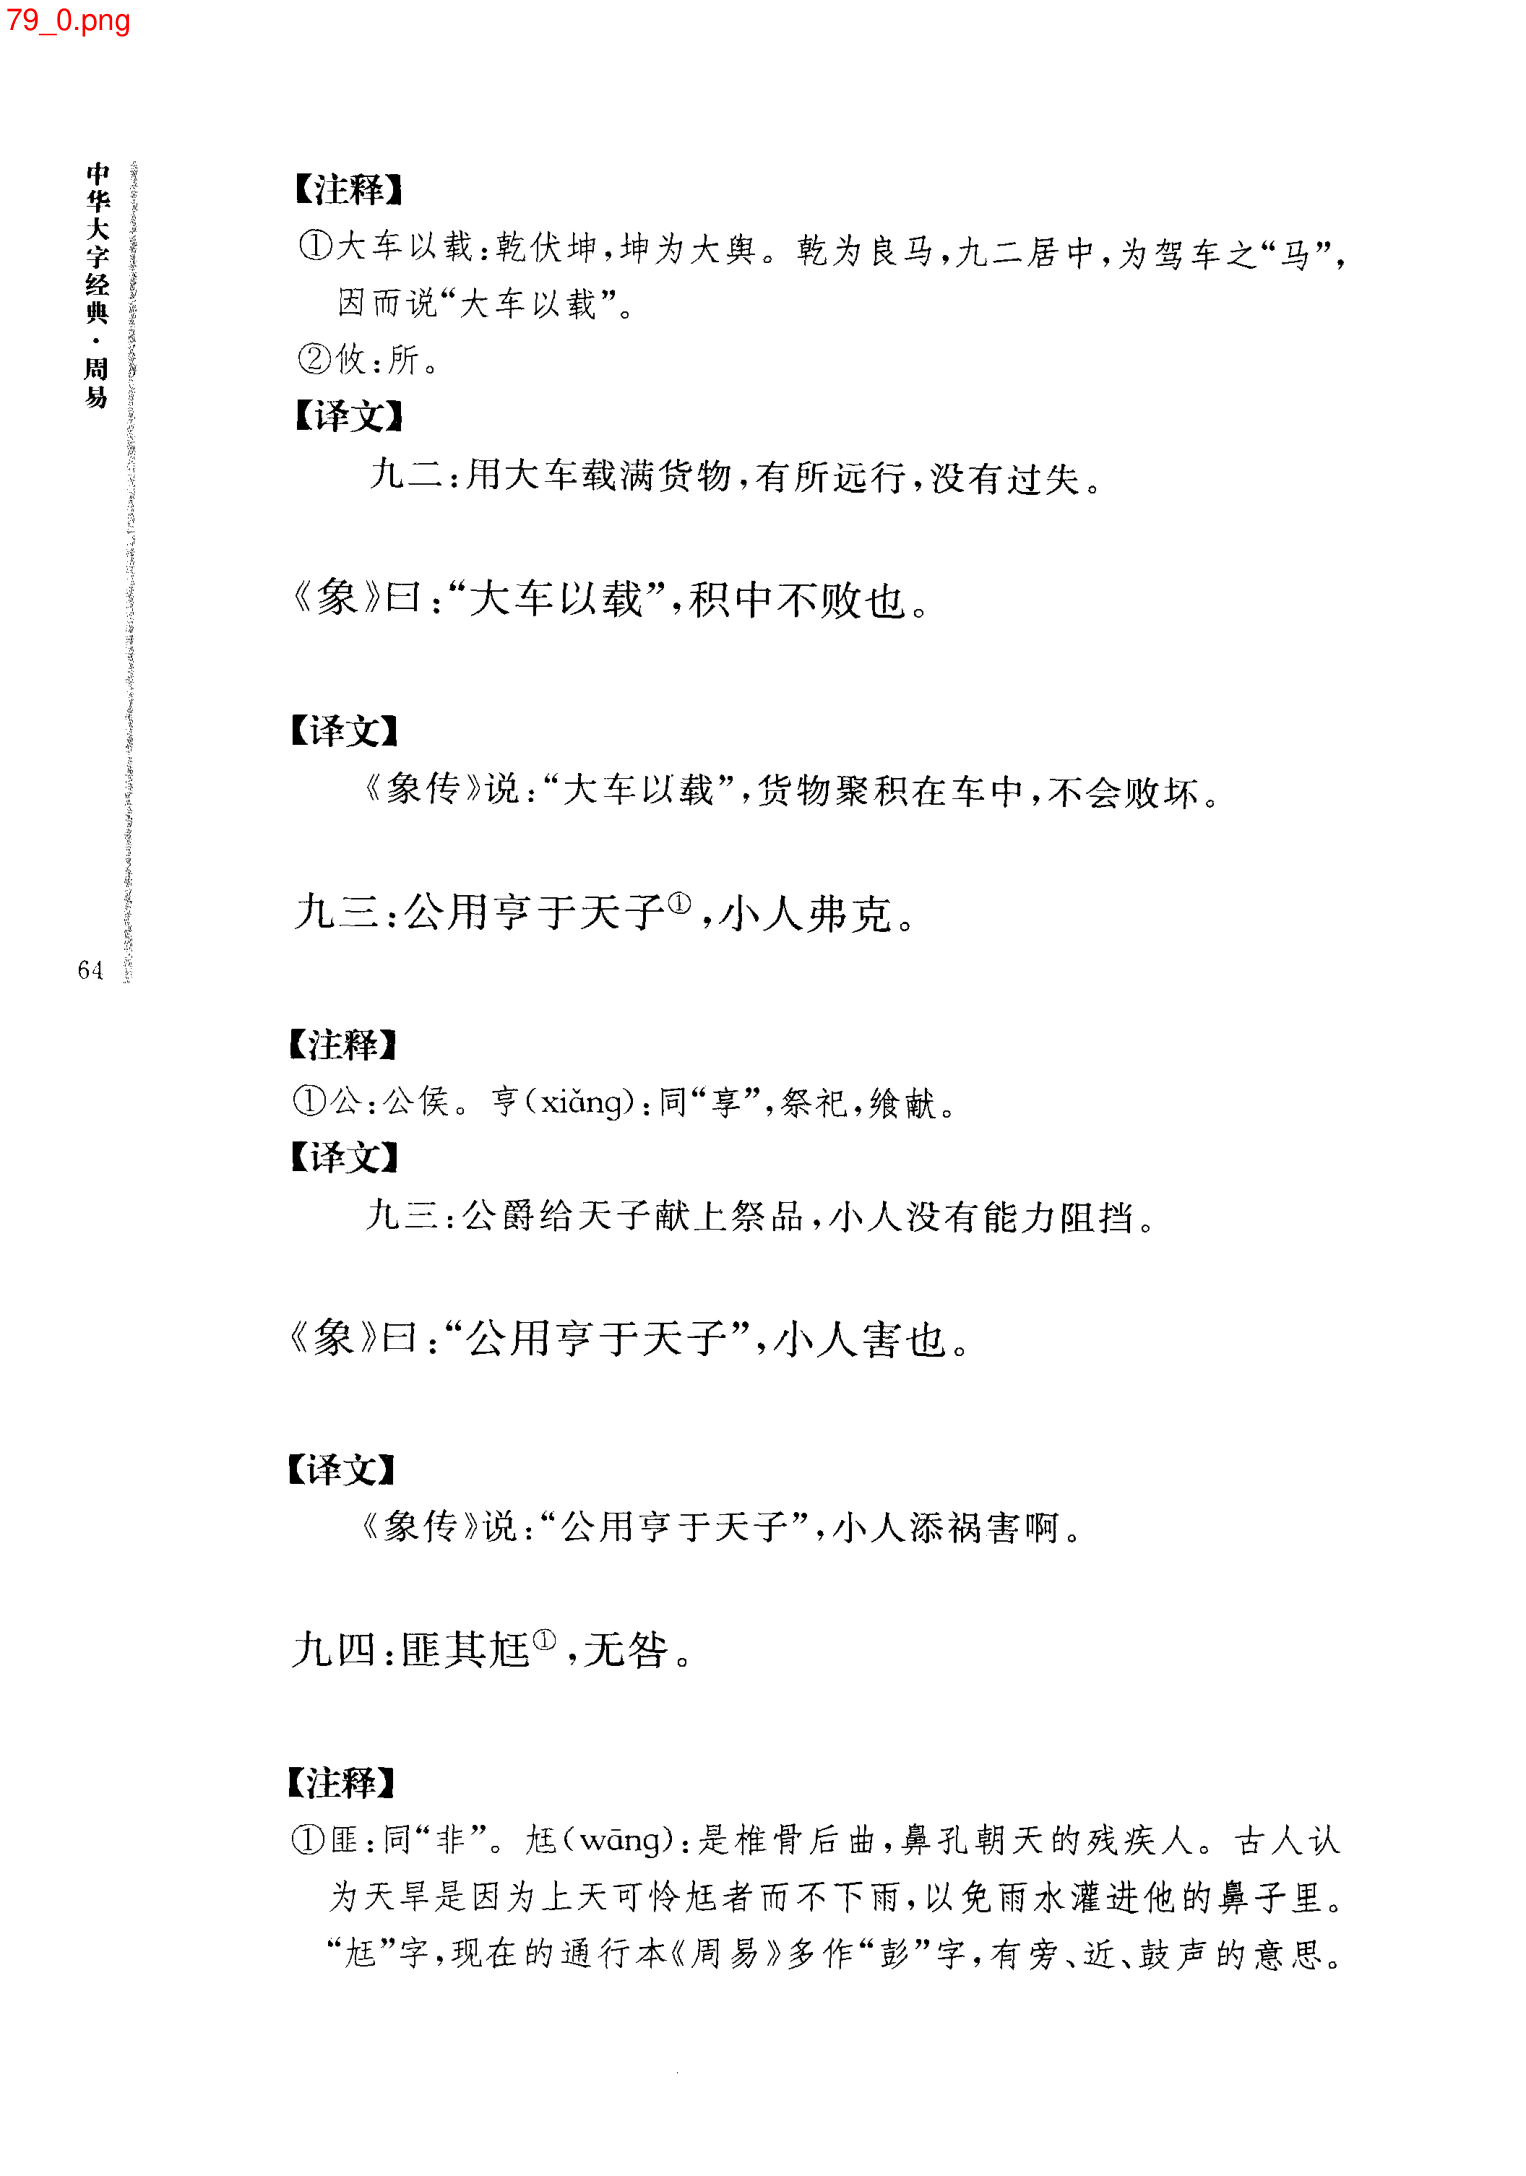 79_0.png
中华大字经典·周易
64
【注释】
①大车以载：乾伏坤，坤为大舆。乾为良马，九二居中，为驾车之“马”，
因而说“大车以载”。
②攸：所。
【译文】
九二：用大车载满货物，有所远行，没有过失。
《象》曰：“大车以载”，积中不败也。
【译文】
《象传》说：“大车以载”，货物聚积在车中，不会败坏。
九三：公用亨于天子①，小人弗克。
【注释】
①公：公侯。亨（xiǎng）：同“享”，祭祀，飨献。
【译文】
九三：公爵给天子献上祭品，小人没有能力阻挡。
《象》曰：“公用亨于天子”，小人害也。
【译文】
《象传》说：“公用亨于天子”，小人添祸害啊。
九四：匪其尪①，无咎。
【注释】
①匪：同“非”。尪（wāng）：是椎骨后曲，鼻孔朝天的残疾人。古人认
为天旱是因为上天可怜尪者而不下雨，以免雨水灌进他的鼻子里。
“尪”字，现在的通行本《周易》多作“彭”字，有旁、近、鼓声的意思。